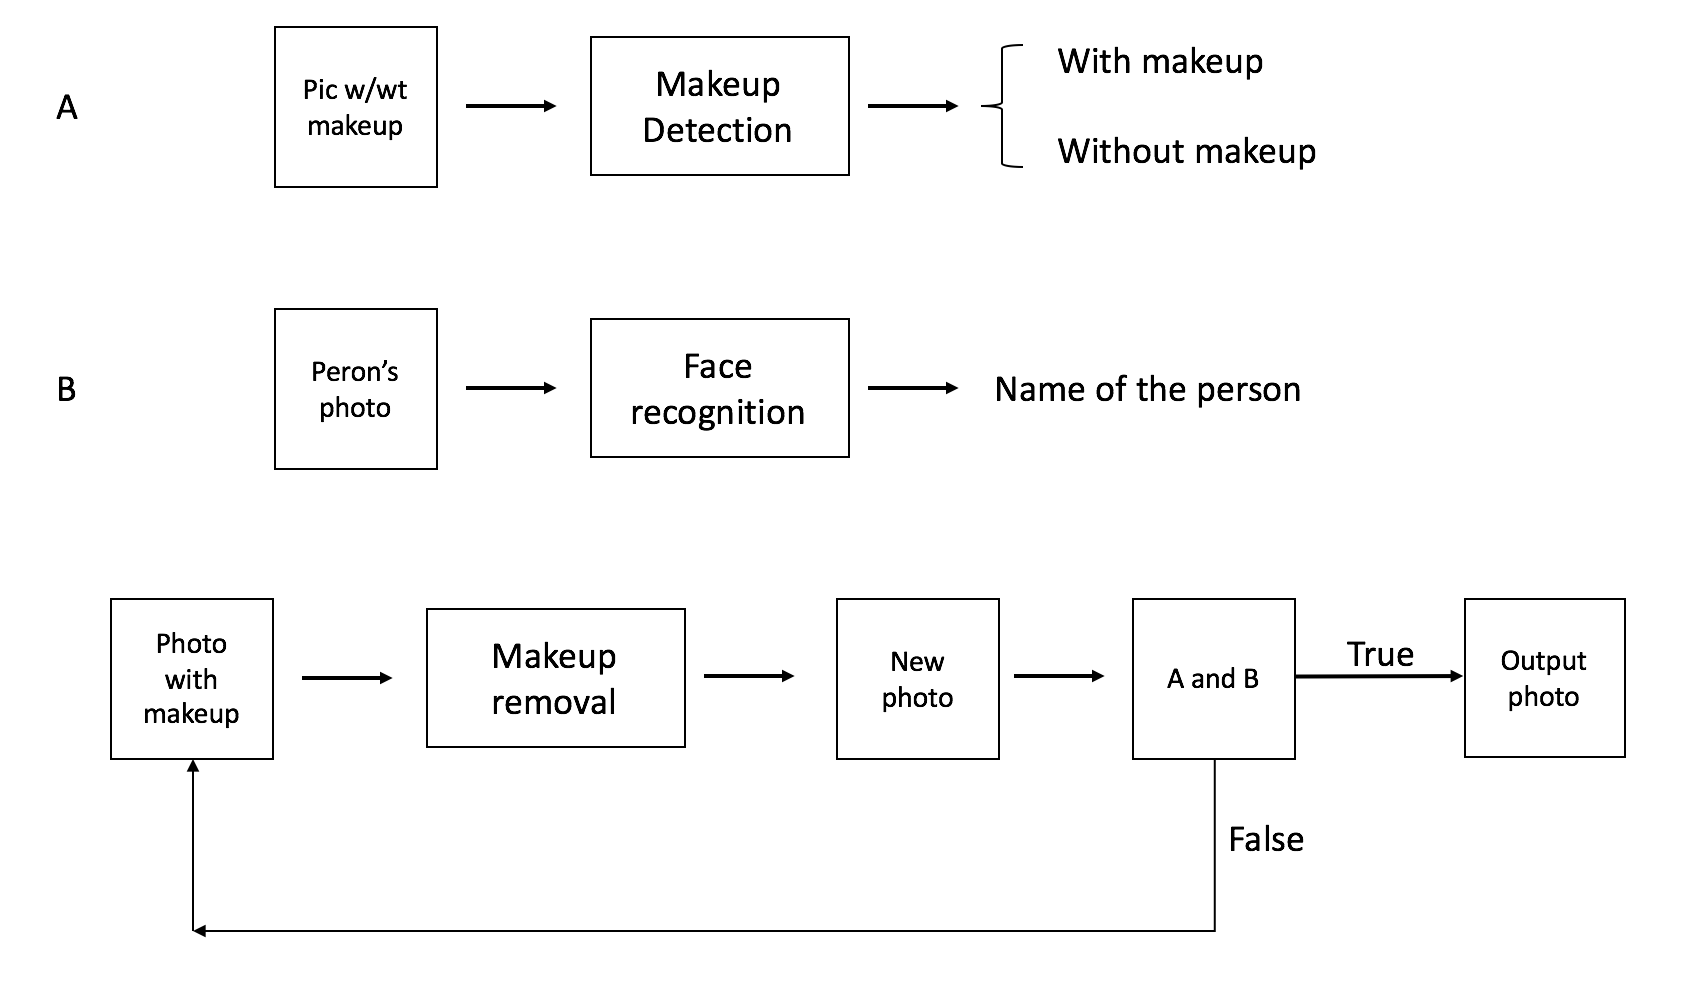 A
Pic w/wt
makeup
Makeup
Detection
With makeup
Without makeup
B
Peron’s
photo
Face
recognition
Name of the person
Photo
with
makeup
Makeup
removal
New
photo
A and B
True
Output
photo
False